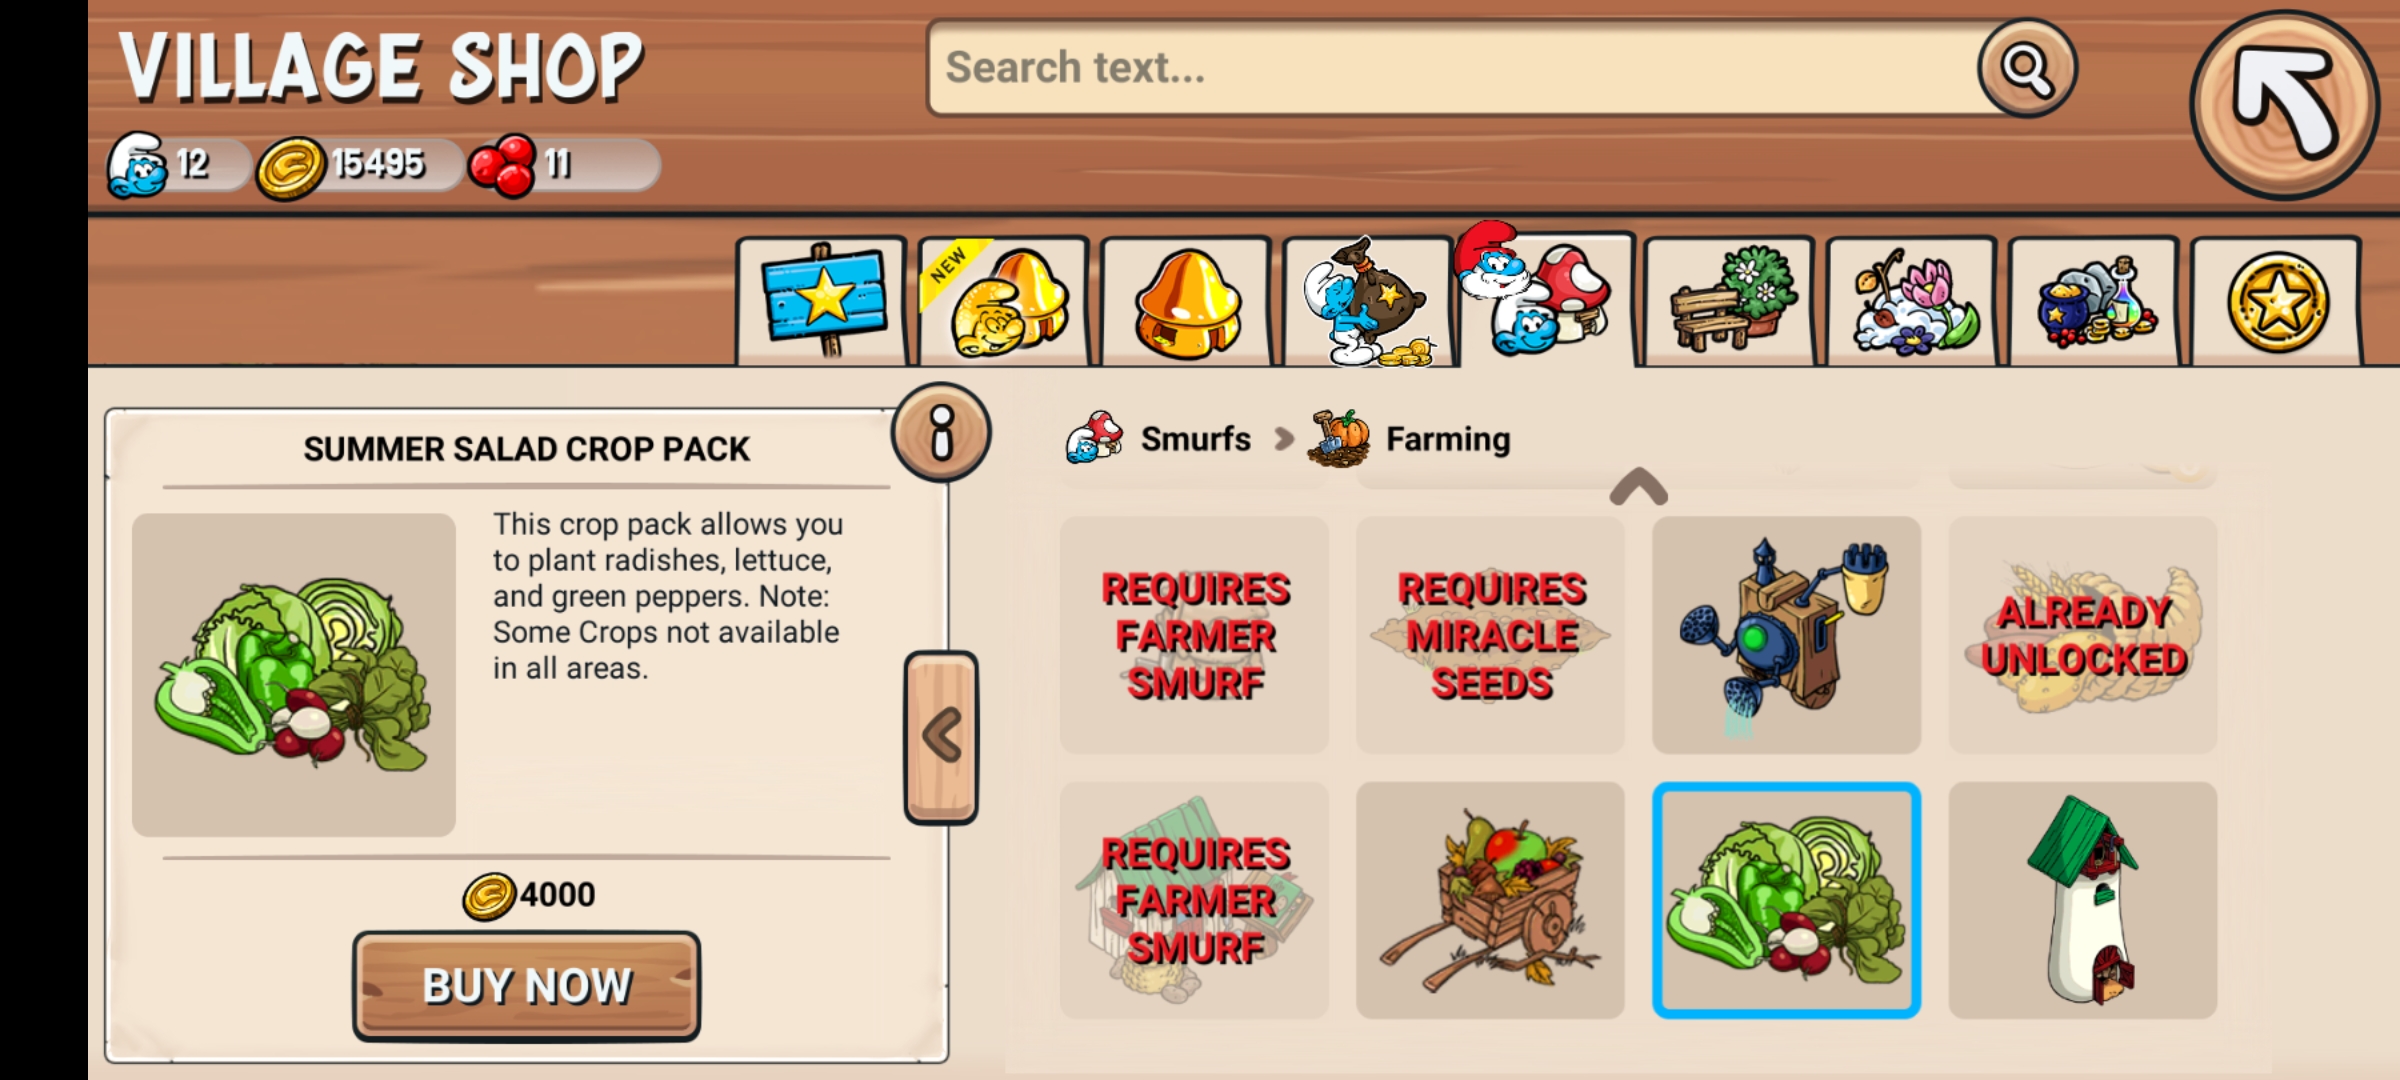 VILLAGE SHOP
Search text...
12
15495
11
NEW
SUMMER SALAD CROP PACK
This crop pack allows you
to plant radishes, lettuce,
and green peppers. Note:
Some Crops not available
in all areas.
4000
BUY NOW
Smurfs
Farming
REQUIRES
FARMER
SMURF
REQUIRES
MIRACLE
SEEDS
ALREADY
UNLOCKED
REQUIRES
FARMER
SMURF